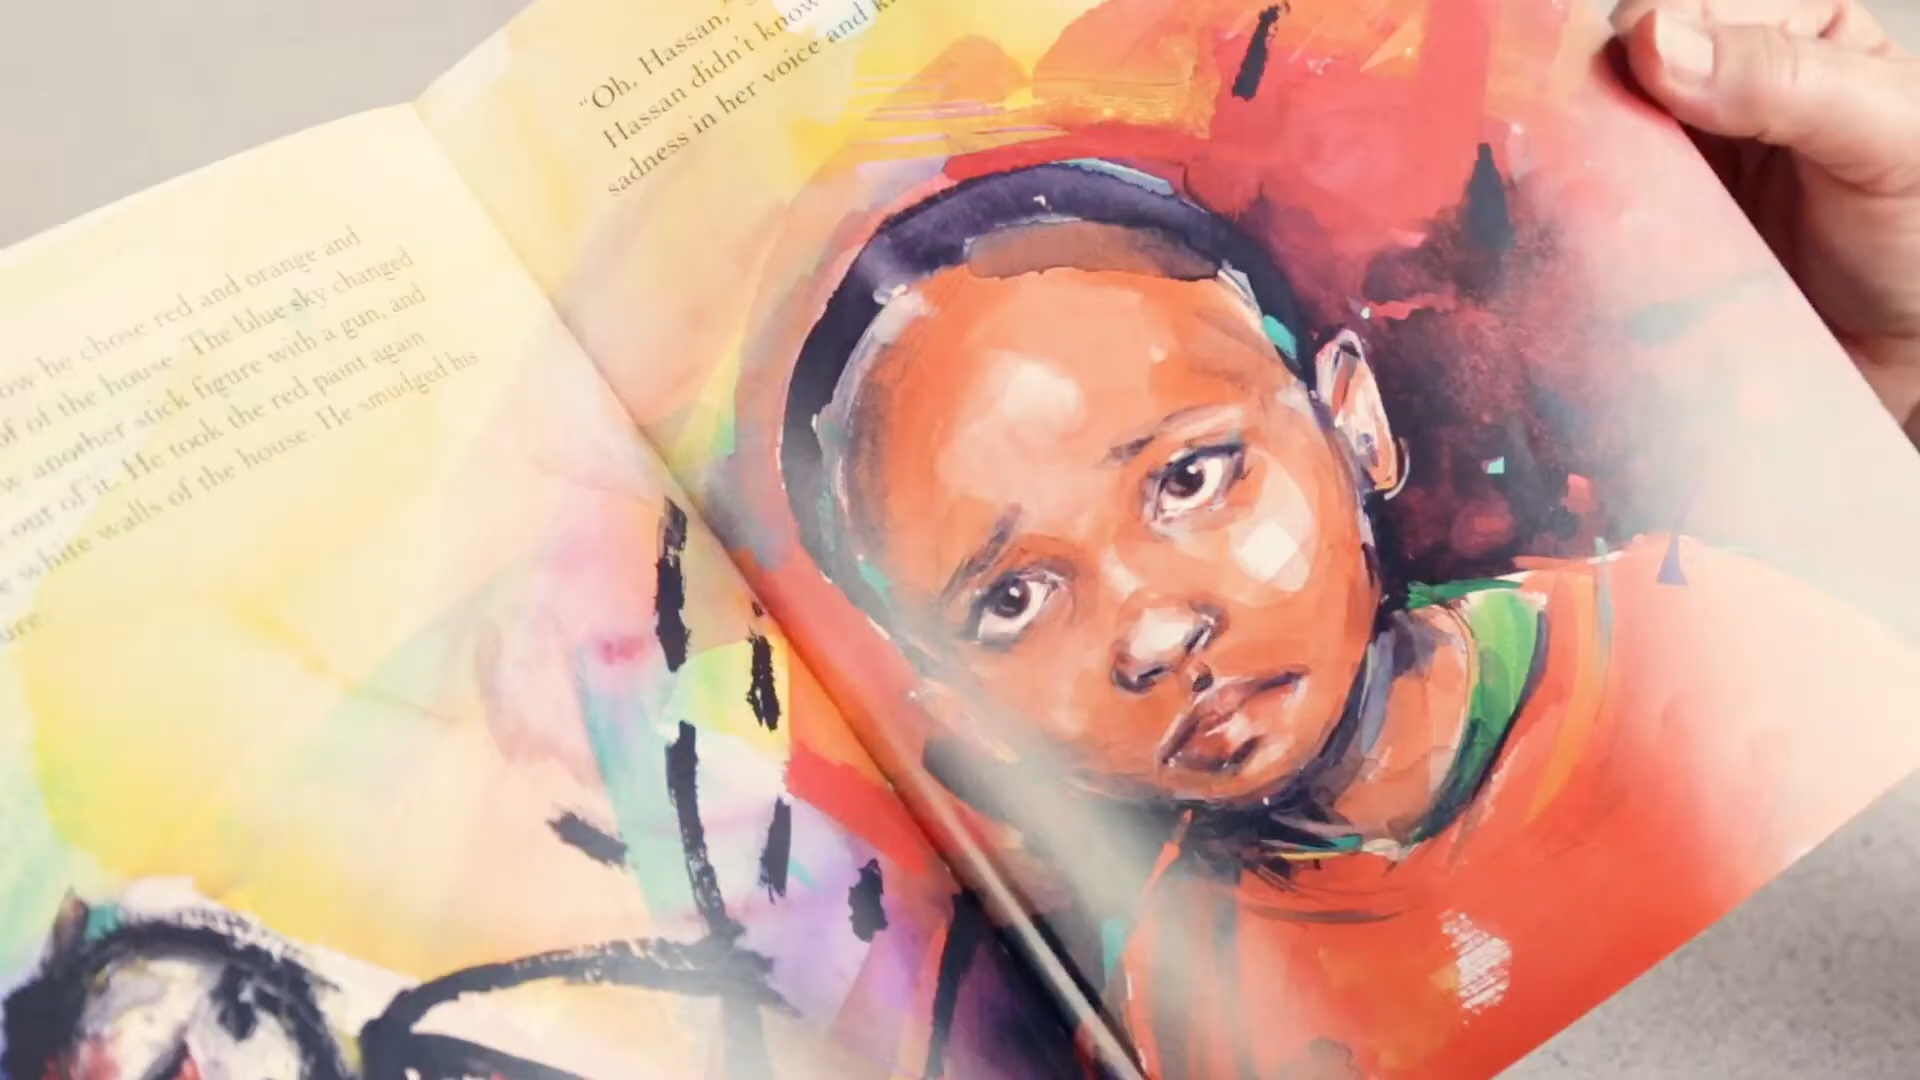 ow he chose red and orange and
of of the house. The blue sky changed
w another stick figure with a gun, and
out of it. He took the red paint again
e white walls of the house. He smudged his
ure.
“Oh, Hassan,
Hassan didn't know
sadness in her voice and k